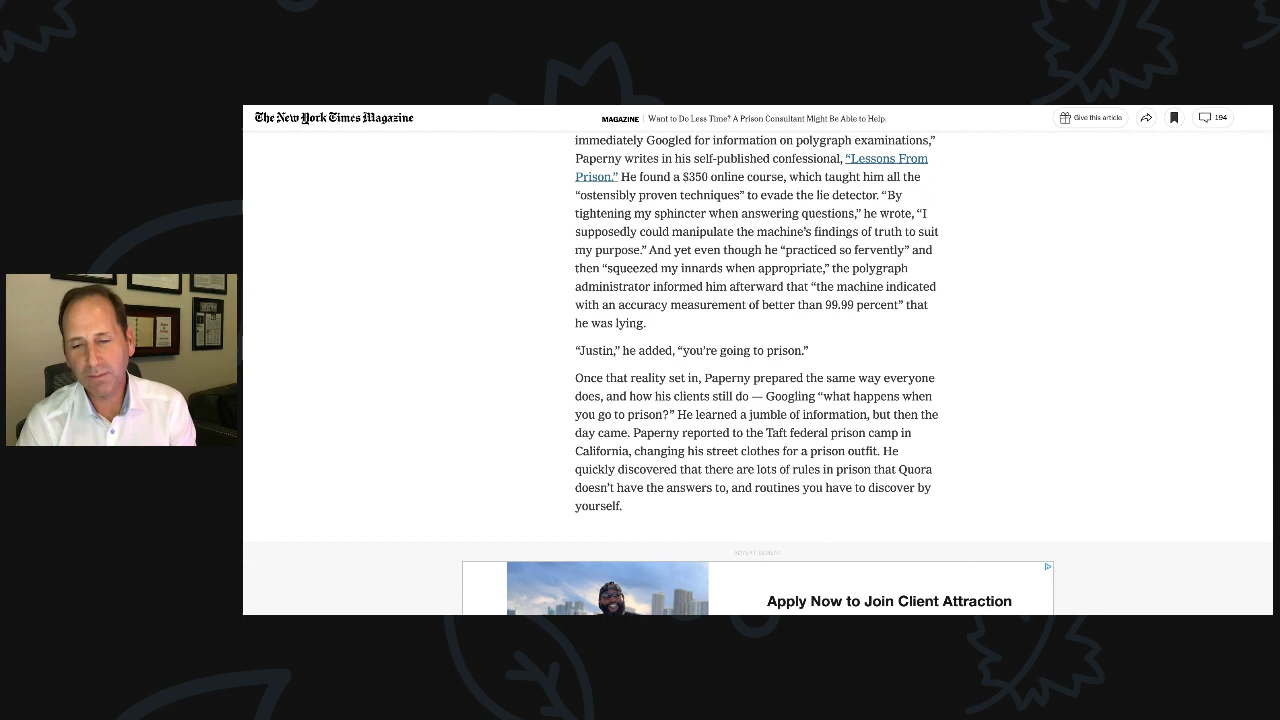 The New York Times Magazine
MAGAZINE | Want to Do Less Time? A Prison Consultant Might Be Able to Help.
Give this article
194
immediately Googled for information on polygraph examinations,”
Paperny writes in his self-published confessional, “Lessons From
Prison.” He found a $350 online course, which taught him all the
“ostensibly proven techniques” to evade the lie detector. “By
tightening my sphincter when answering questions,” he wrote, “I
supposedly could manipulate the machine’s findings of truth to suit
my purpose.” And yet even though he “practiced so fervently” and
then “squeezed my innards when appropriate,” the polygraph
administrator informed him afterward that “the machine indicated
with an accuracy measurement of better than 99.99 percent” that
he was lying.
“Justin,” he added, “you’re going to prison.”
Once that reality set in, Paperny prepared the same way everyone
does, and how his clients still do — Googling “what happens when
you go to prison?” He learned a jumble of information, but then the
day came. Paperny reported to the Taft federal prison camp in
California, changing his street clothes for a prison outfit. He
quickly discovered that there are lots of rules in prison that Quora
doesn’t have the answers to, and routines you have to discover by
yourself.
ADVERTISEMENT
Apply Now to Join Client Attraction